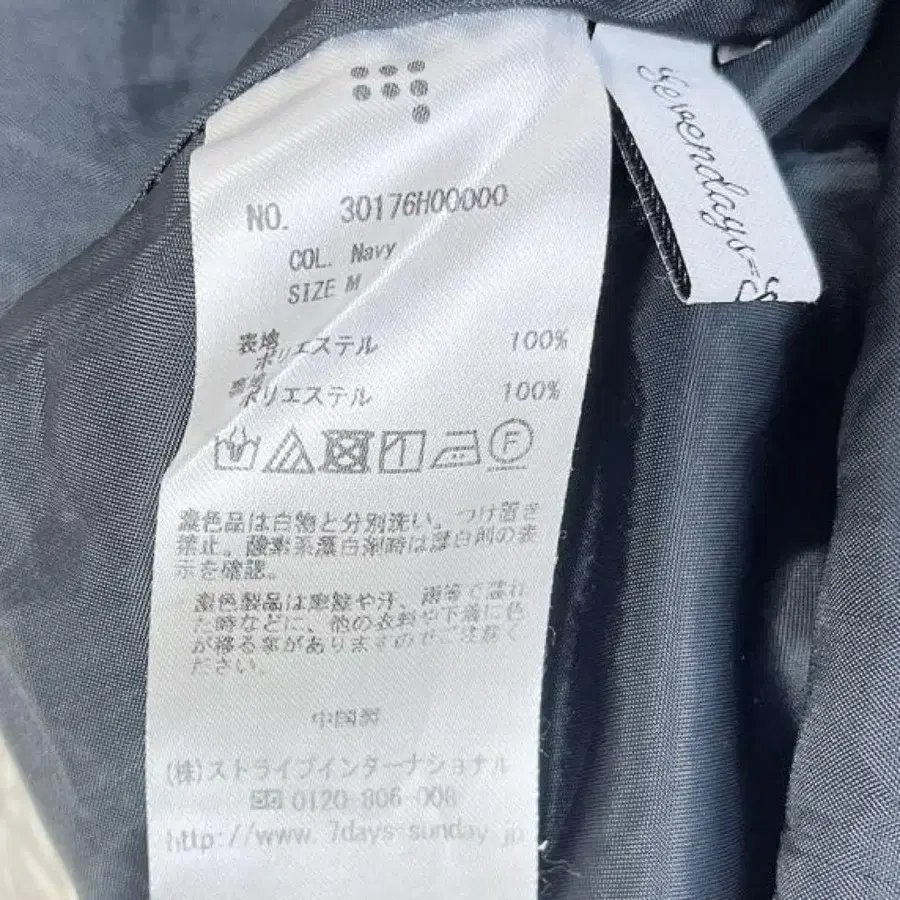 NO. 30176H00000
COL. Navy
SIZE M
表地
ポリエステル 100%
裏地
ポリエステル 100%
F
濃色品は白物と分別洗い。つけ置き
禁止。酸素系漂白剤時は漂白剤の表
示を確認。
濃色製品は摩擦や汗、雨等で濡れ
た時などに、他の衣料や下着に色
が移る事がありますのでご注意く
ださい。
中国製
(株)ストライプインターナショナル
0120-806-008
http://www.7days-sunday.jp
Sevendays=S